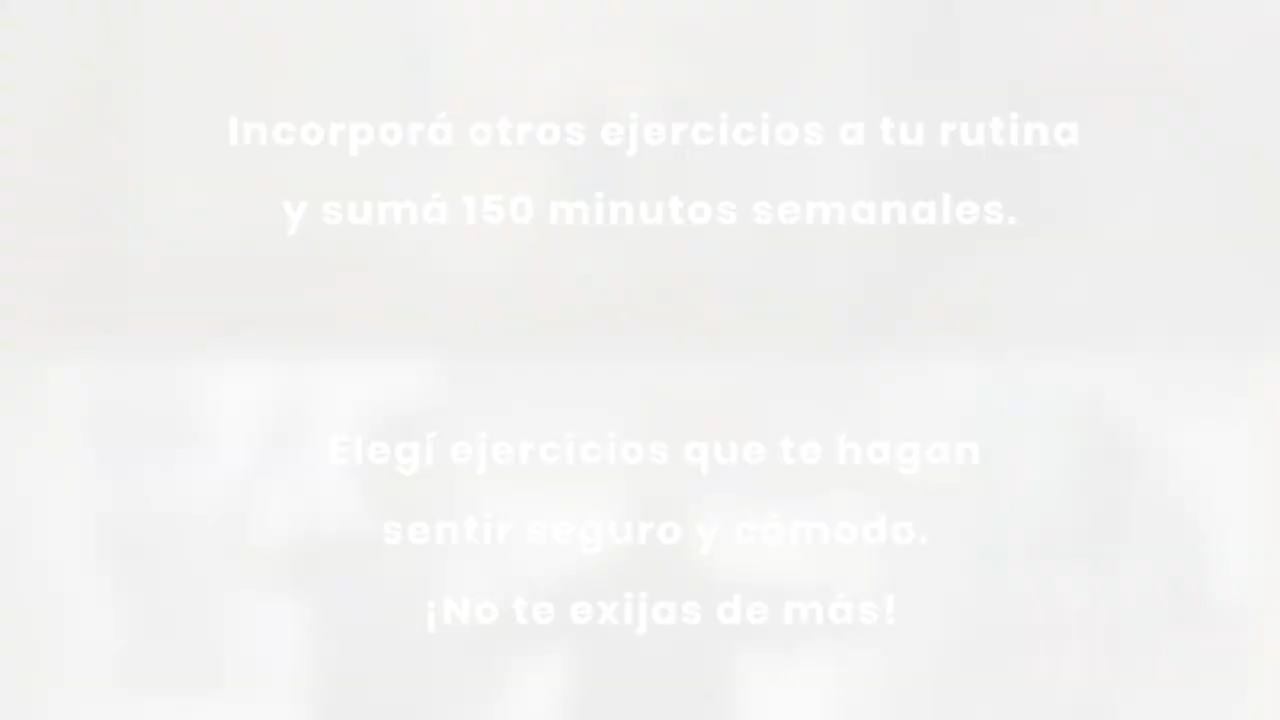 Incorporá otros ejercicios a tu rutina
y sumá 150 minutos semanales.
Elegí ejercicios que te hagan
sentir seguro y cómodo.
¡No te exijas de más!